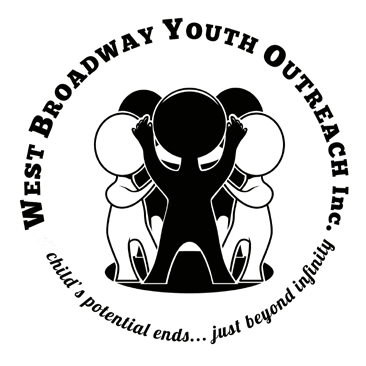 West Broadway Youth Outreach Inc.
child's potential ends... just beyond infinity